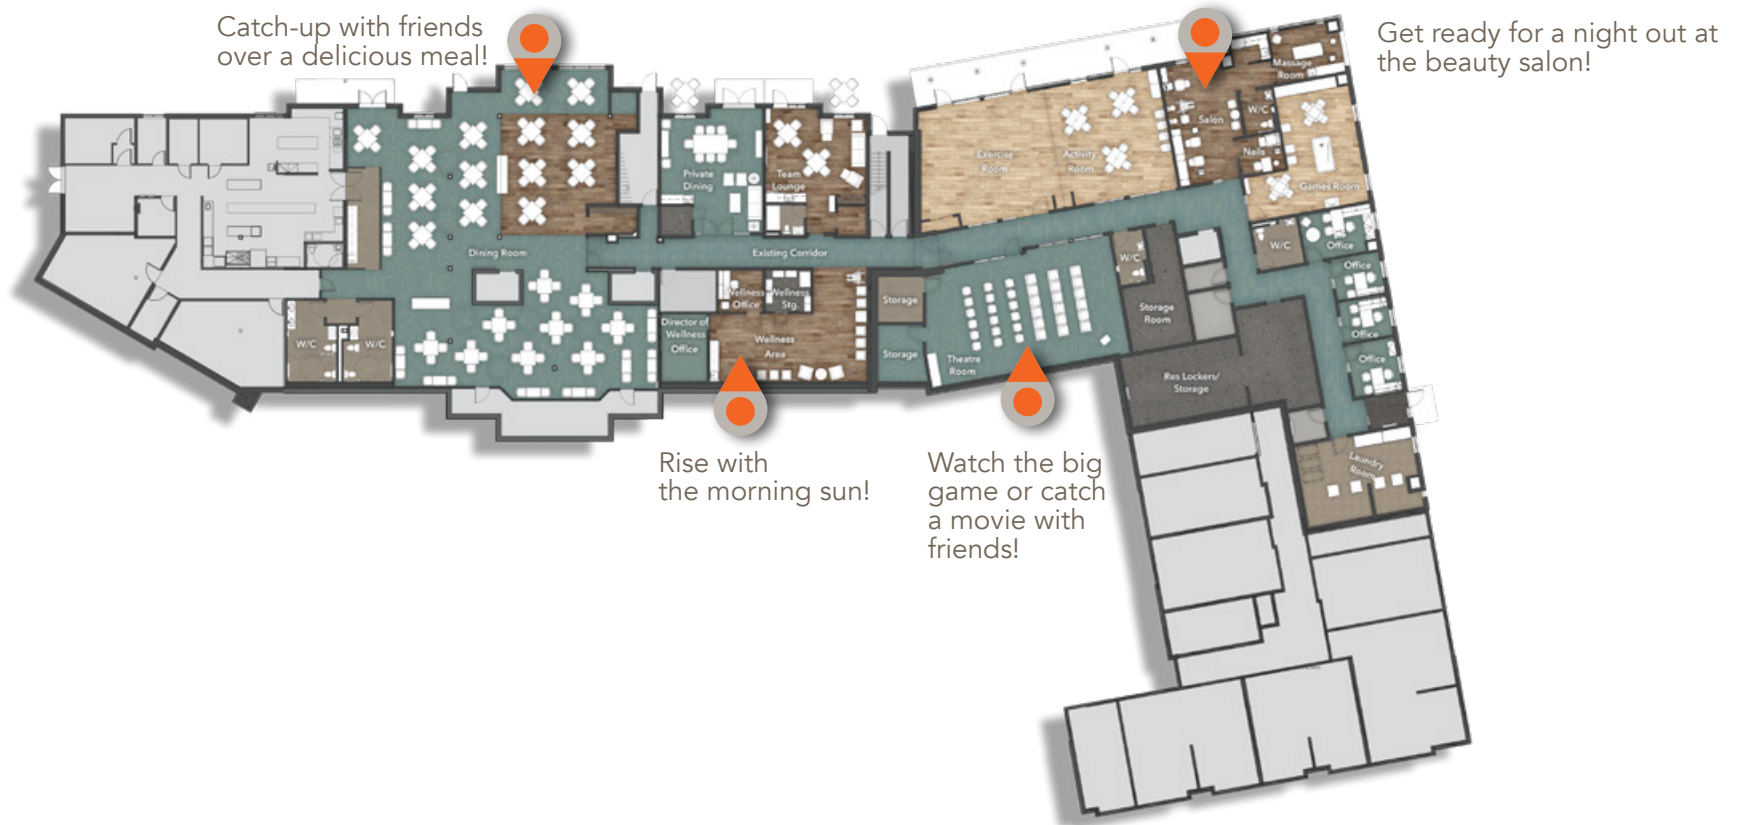 Catch-up with friends
over a delicious meal!
Get ready for a night out at
the beauty salon!
Massage
Room
W/C
Salon
Nails
Games Room
Exercise
Room
Activity
Room
Private
Dining
Team
Lounge
Dining Room
Existing Corridor
W/C
W/C
Office
Office
Office
Office
Wellness
Office
Wellness
Stg.
Storage
Storage
Director of
Wellness
Office
Wellness
Area
Theatre
Room
Storage
Room
Res Lockers/
Storage
W/C
W/C
Laundry
Room
Rise with
the morning sun!
Watch the big
game or catch
a movie with
friends!